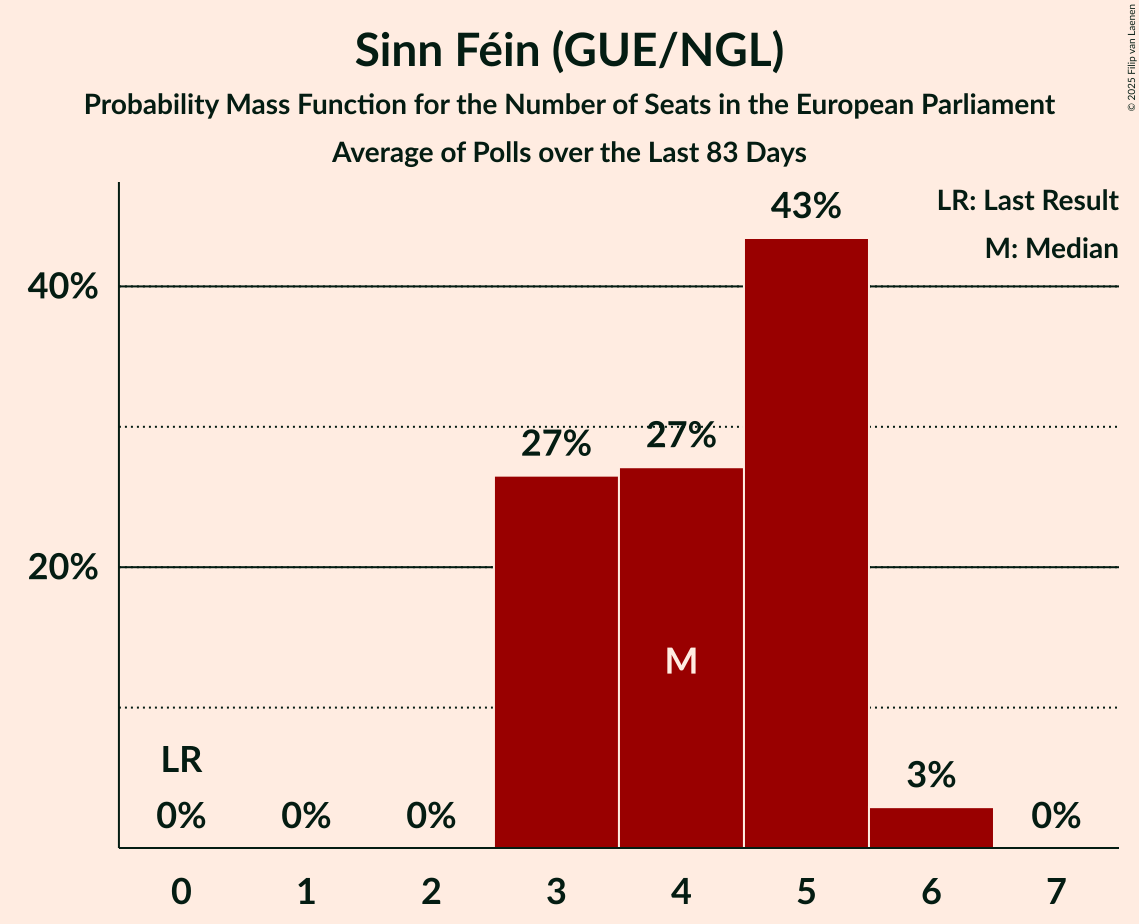 Sinn Féin (GUE/NGL)
Probability Mass Function for the Number of Seats in the European Parliament
Average of Polls over the Last 83 Days
© 2025 Filip van Laenen
LR: Last Result
M: Median
43%
40%
27%
27%
20%
M
LR
3%
0%
0%
0%
0%
0
1
2
3
4
5
6
7